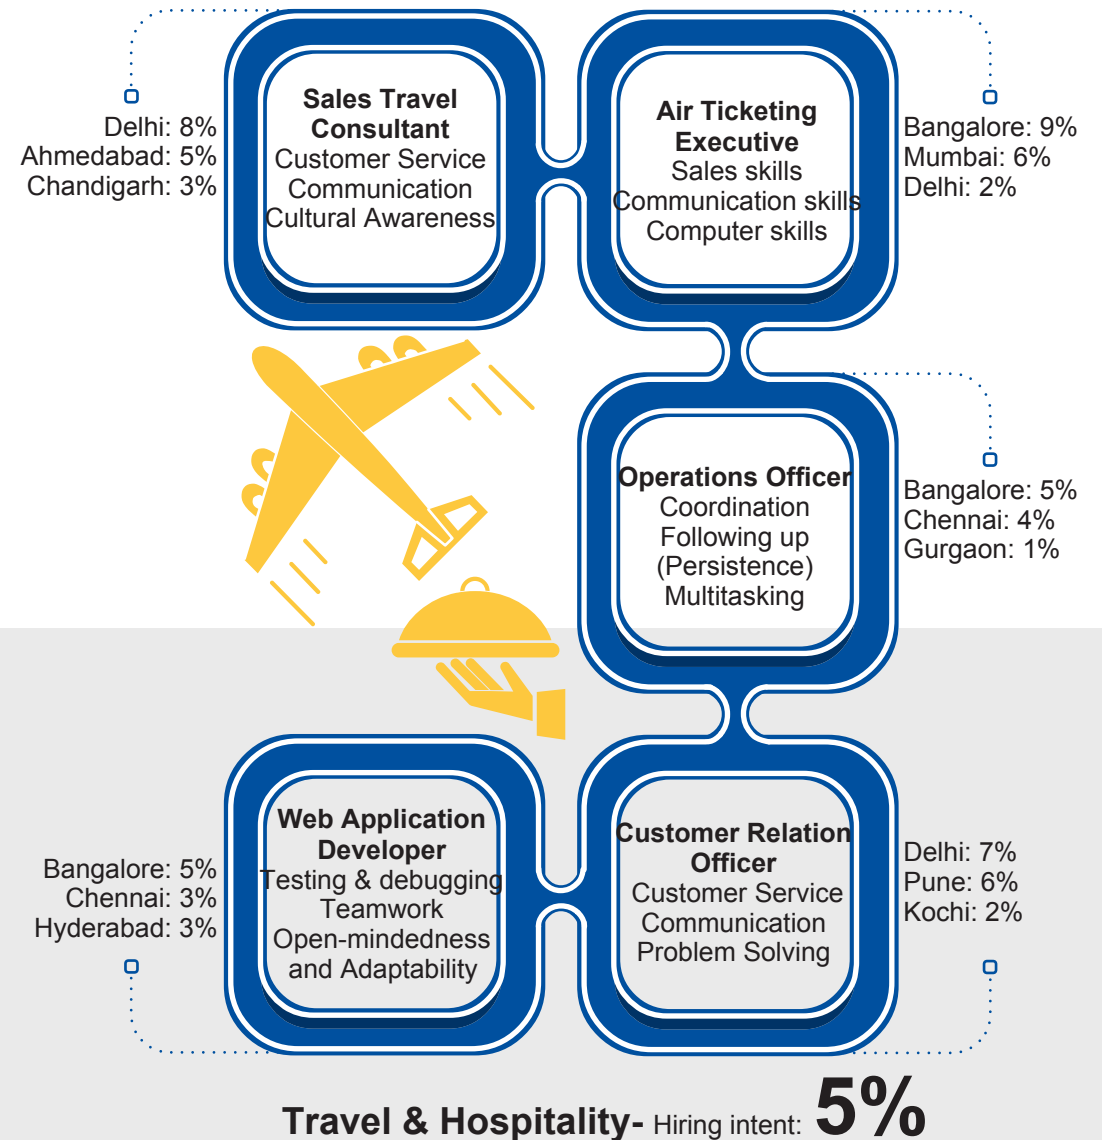 Sales Travel
Consultant
Customer Service
Communication
Cultural Awareness
Delhi: 8%
Ahmedabad: 5%
Chandigarh: 3%
Air Ticketing
Executive
Sales skills
Communication skills
Computer skills
Bangalore: 9%
Mumbai: 6%
Delhi: 2%
Operations Officer
Coordination
Following up
(Persistence)
Multitasking
Bangalore: 5%
Chennai: 4%
Gurgaon: 1%
Web Application
Developer
Testing & debugging
Teamwork
Open-mindedness
and Adaptability
Bangalore: 5%
Chennai: 3%
Hyderabad: 3%
Customer Relation
Officer
Customer Service
Communication
Problem Solving
Delhi: 7%
Pune: 6%
Kochi: 2%
Travel & Hospitality- Hiring intent: 5%